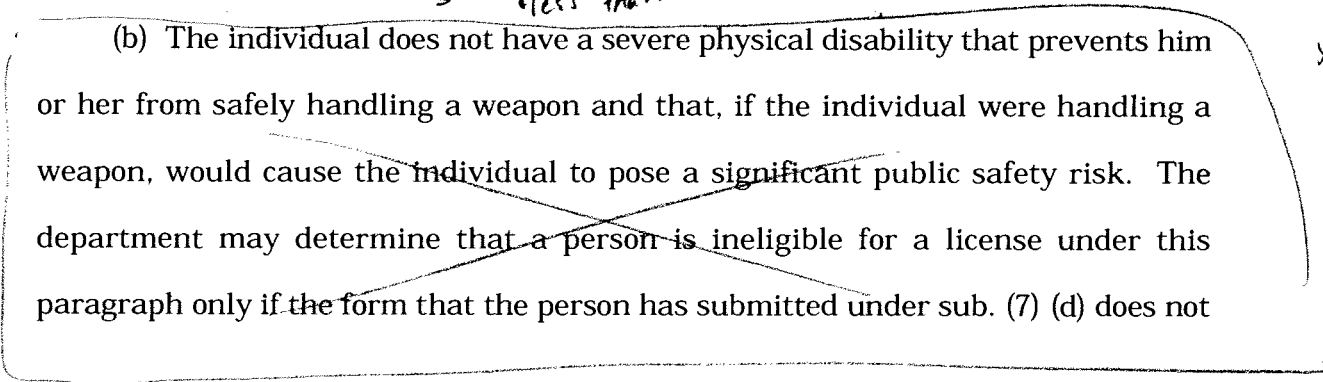 (b) The individual does not have a severe physical disability that prevents him
or her from safely handling a weapon and that, if the individual were handling a
weapon, would cause the individual to pose a significant public safety risk. The
department may determine that a person is ineligible for a license under this
paragraph only if the form that the person has submitted under sub. (7) (d) does not